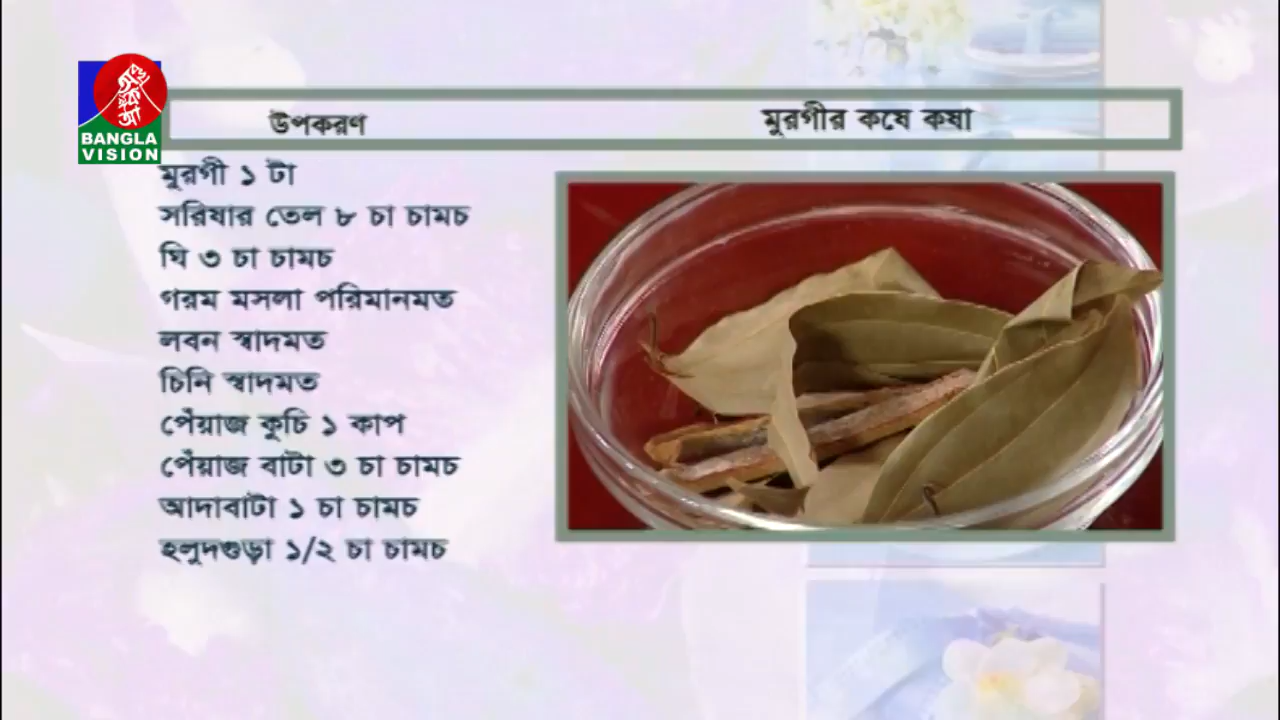 উপকরণ
মুরগীর কষে কষা
BANGLA
VISION
মুরগী ১ টা
সরিষার তেল ৮ চা চামচ
ঘি ৩ চা চামচ
গরম মসলা পরিমানমত
লবন স্বাদমত
চিনি স্বাদমত
পেঁয়াজ কুচি ১ কাপ
পেঁয়াজ বাটা ৩ চা চামচ
আদাবাটা ১ চা চামচ
হলুদগুড়া ১/২ চা চামচ